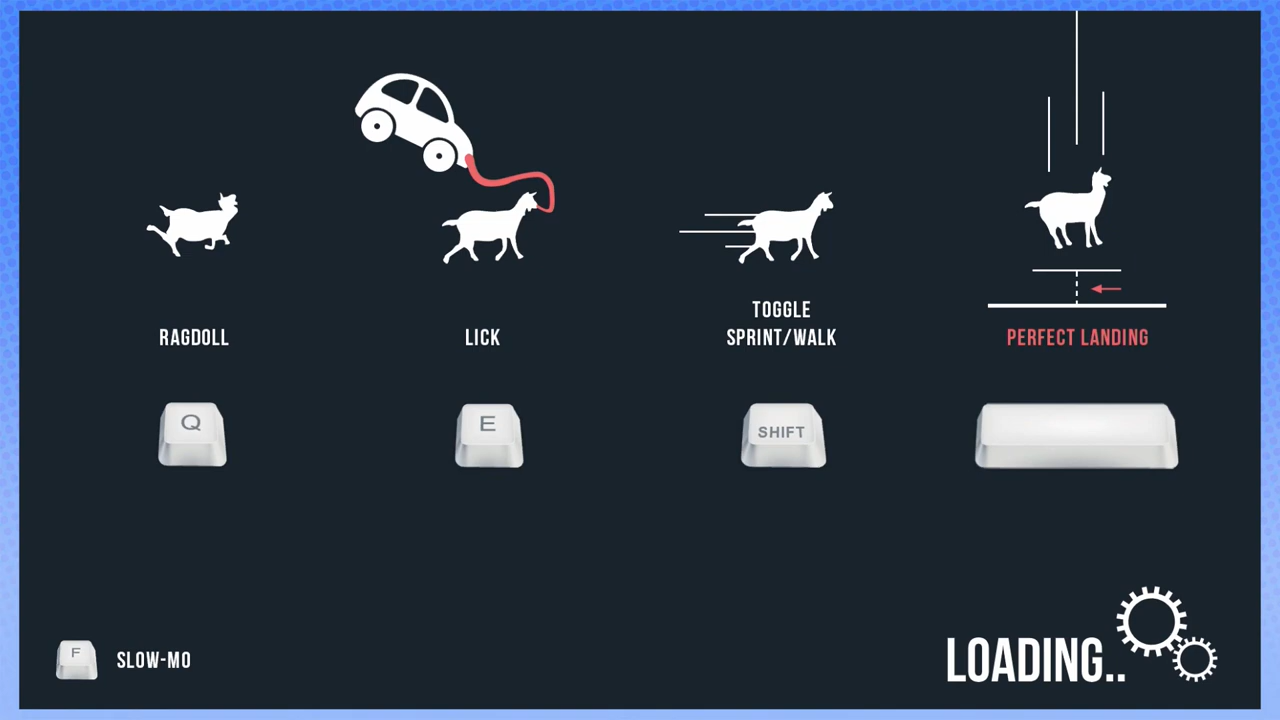 RAGDOLL
LICK
TOGGLE
SPRINT/WALK
PERFECT LANDING
Q
E
SHIFT
F
SLOW-MO
LOADING..